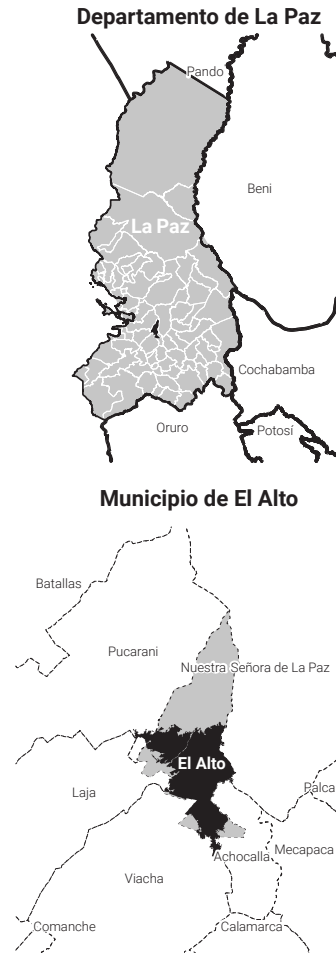 Departamento de La Paz
Pando
Beni
La Paz
Cochabamba
Oruro
Potosí
Municipio de El Alto
Batallas
Pucarani
Nuestra Señora de La Paz
El Alto
Palca
Laja
Mecapaca
Achocalla
Viacha
Comanche
Calamarca